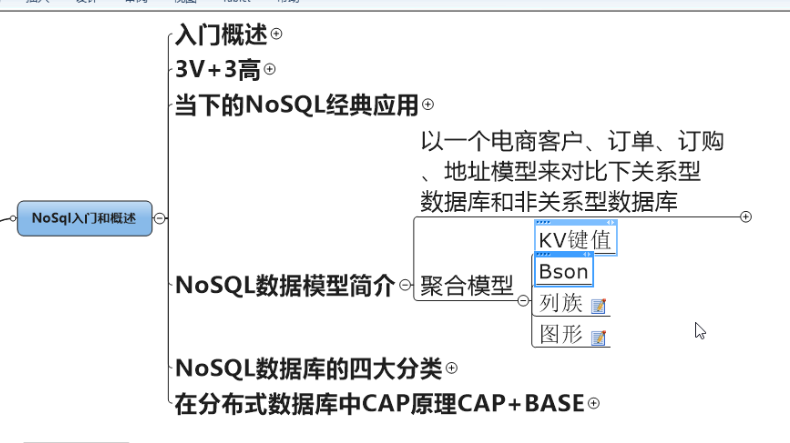 入门概述
3V+3高
当下的NoSQL经典应用
以一个电商客户、订单、订购
、地址模型来对比下关系型
数据库和非关系型数据库
NoSql入门和概述
KV键值
Bson
NoSQL数据模型简介
聚合模型
列族
图形
NoSQL数据库的四大分类
在分布式数据库中CAP原理CAP+BASE